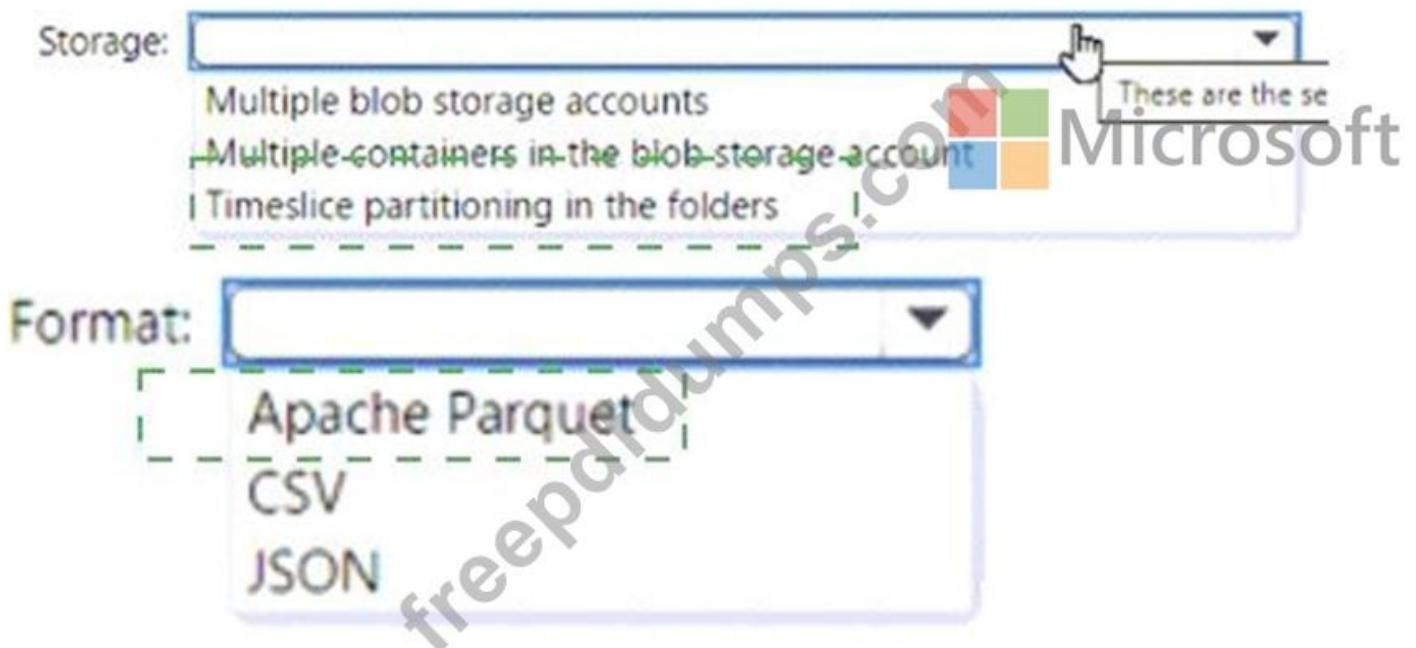 Storage:
These are the se
Microsoft
Multiple blob storage accounts
Multiple containers in the blob storage account
Timeslice partitioning in the folders
Format:
Apache Parquet
CSV
JSON
freepdfdumps.com